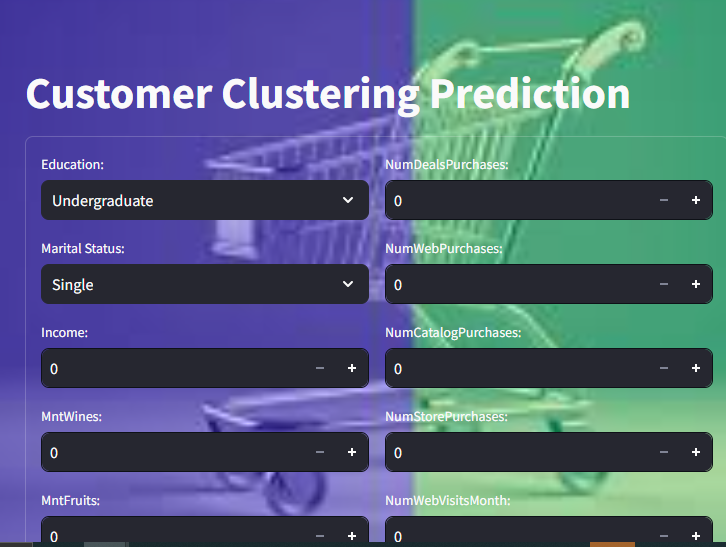 Customer Clustering Prediction
Education:
Undergraduate
Marital Status:
Single
Income:
0
MntWines:
0
MntFruits:
0
NumDealsPurchases:
0
NumWebPurchases:
0
NumCatalogPurchases:
0
NumStorePurchases:
0
NumWebVisitsMonth:
0